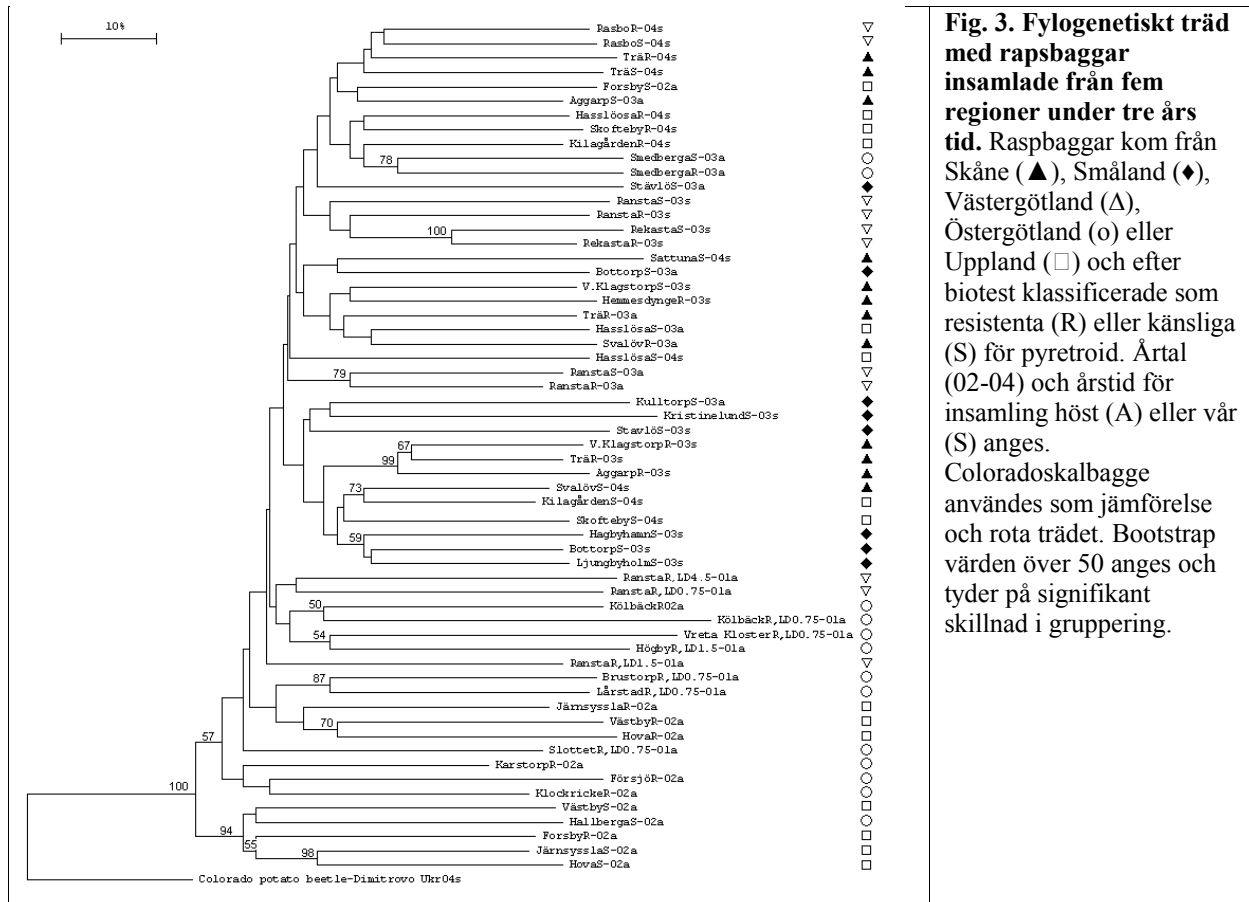 10%
RasboR-04s
RasboS-04s
TräR-04s
TräS-04s
ForsbyS-02a
AggarpS-03a
HasslöosaR-04s
SkoftebyR-04s
KilagårdenR-04s
78
SmedbergaS-03a
SmedbergaR-03a
StävlöS-03a
RanstaS-03s
RanstaR-03s
100
RekastaS-03s
RekastaR-03s
SattunaS-04s
BottorpS-03a
V.KlagstorpS-03s
HemmesdyngeR-03s
TräR-03a
HasslösaS-03a
SvalövR-03a
HasslösaS-04s
79
RanstaS-03a
RanstaR-03a
KulltorpS-03a
KristinelundS-03s
StavlöS-03s
67
V.KlagstorpR-03s
99
TräR-03s
AggarpR-03s
73
SvalövS-04s
KilagårdenS-04s
SkoftebyS-04s
59
HagbyhamnS-03s
BottorpS-03s
LjungbyholmS-03s
RanstaR,LD4.5-01a
RanstaR,LD0.75-01a
50
KölbäckR02a
KölbäckR,LD0.75-01a
54
Vreta KlosterR,LD0.75-01a
HögbyR,LD1.5-01a
RanstaR,LD1.5-01a
87
BrustorpR,LD0.75-01a
LårstadR,LD0.75-01a
JärnsysslaR-02a
70
VästbyR-02a
HovaR-02a
57
SlottetR,LD0.75-01a
KarstorpR-02a
FörsjöR-02a
100
KlockrickeR-02a
VästbyS-02a
94
HallbergaS-02a
55
ForsbyR-02a
98
JärnsysslaS-02a
HovaS-02a
Colorado potato beetle-Dimitrovo Ukr04s
Fig. 3. Fylogenetiskt träd
med rapsbaggar
insamlade från fem
regioner under tre års
tid. Raspbaggar kom från
Skåne (▲), Småland (♦),
Västergötland (Δ),
Östergötland (o) eller
Uppland (□) och efter
biotest klassificerade som
resistenta (R) eller känsliga
(S) för pyretroid. Årtal
(02-04) och årstid för
insamling höst (A) eller vår
(S) anges.
Coloradoskalbagge
användes som jämförelse
och rota trädet. Bootstrap
värden över 50 anges och
tyder på signifikant
skillnad i gruppering.